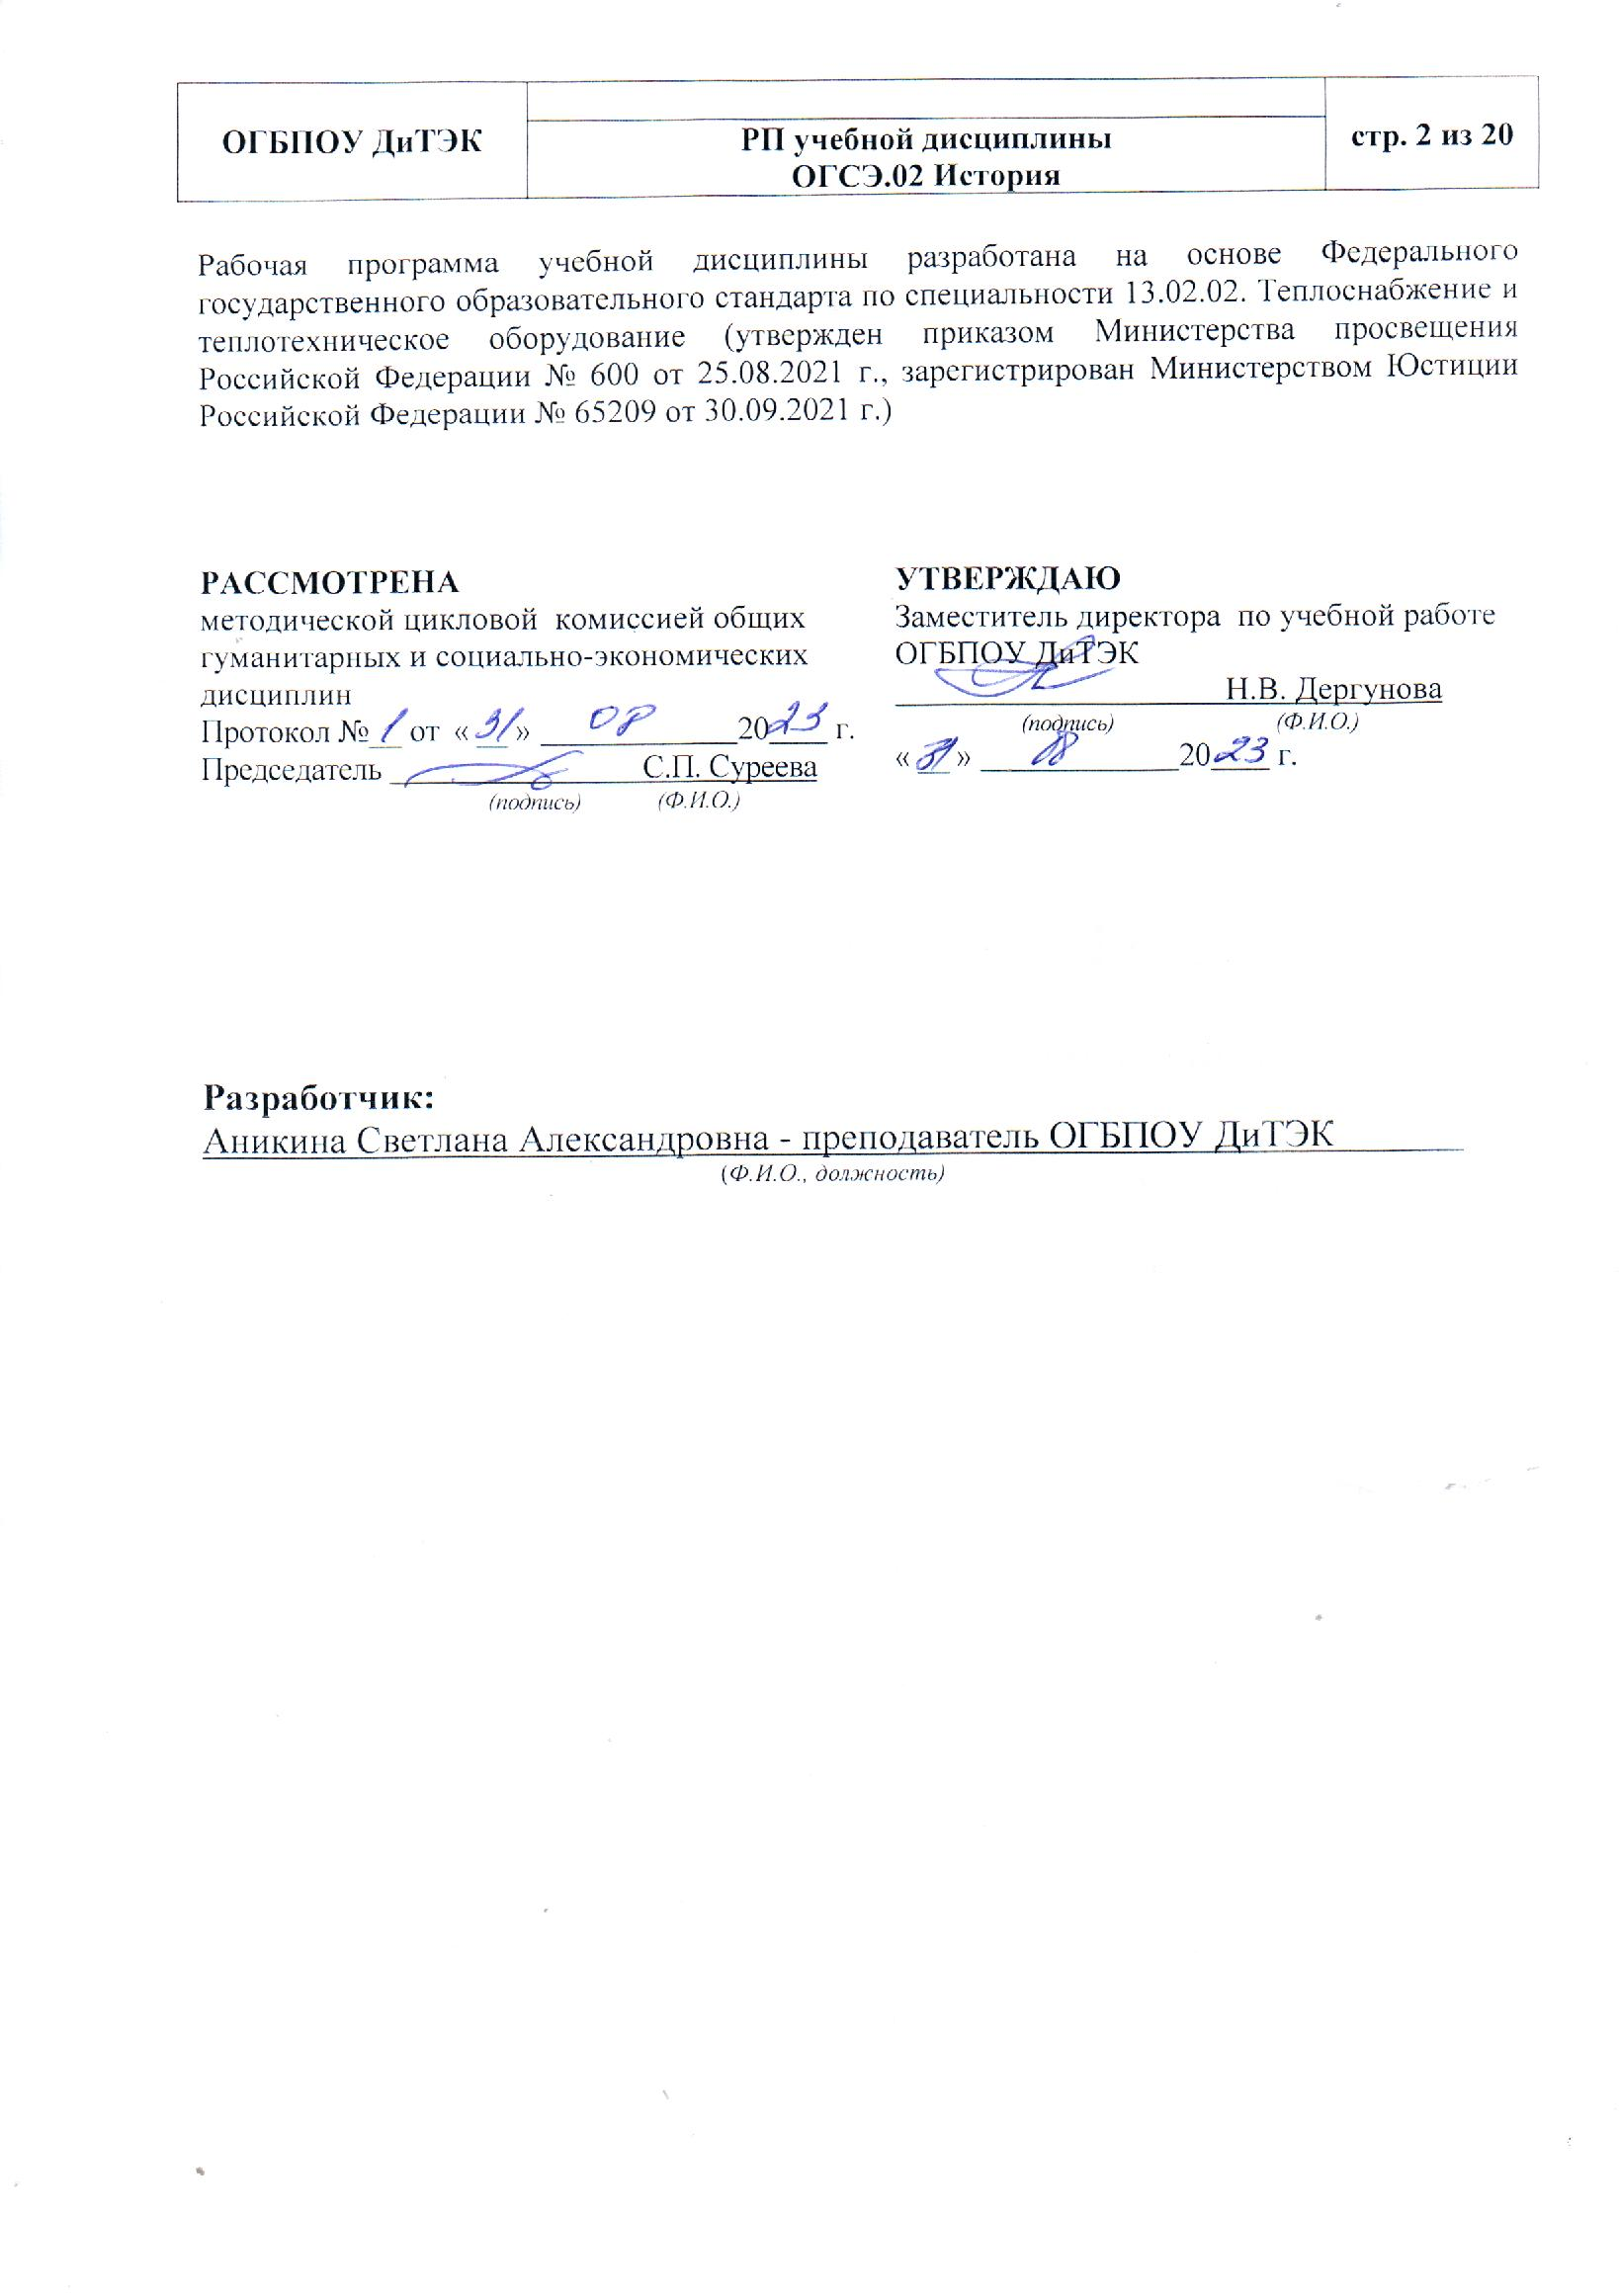 ОГБПОУ ДиТЭК
РП учебной дисциплины
ОГСЭ.02 История
стр. 2 из 20
Рабочая программа учебной дисциплины разработана на основе Федерального
государственного образовательного стандарта по специальности 13.02.02. Теплоснабжение и
теплотехническое оборудование (утвержден приказом Министерства просвещения
Российской Федерации № 600 от 25.08.2021 г., зарегистрирован Министерством Юстиции
Российской Федерации № 65209 от 30.09.2021 г.)
РАССМОТРЕНА
методической цикловой комиссией общих
гуманитарных и социально-экономических
дисциплин
Протокол № 1 от « 31 » 08 2023 г.
Председатель С.П. Суреева
(подпись) (Ф.И.О.)
УТВЕРЖДАЮ
Заместитель директора по учебной работе
ОГБПОУ ДиТЭК
Н.В. Дергунова
(подпись) (Ф.И.О.)
« 31 » 08 2023 г.
Разработчик:
Аникина Светлана Александровна - преподаватель ОГБПОУ ДиТЭК
(Ф.И.О., должность)